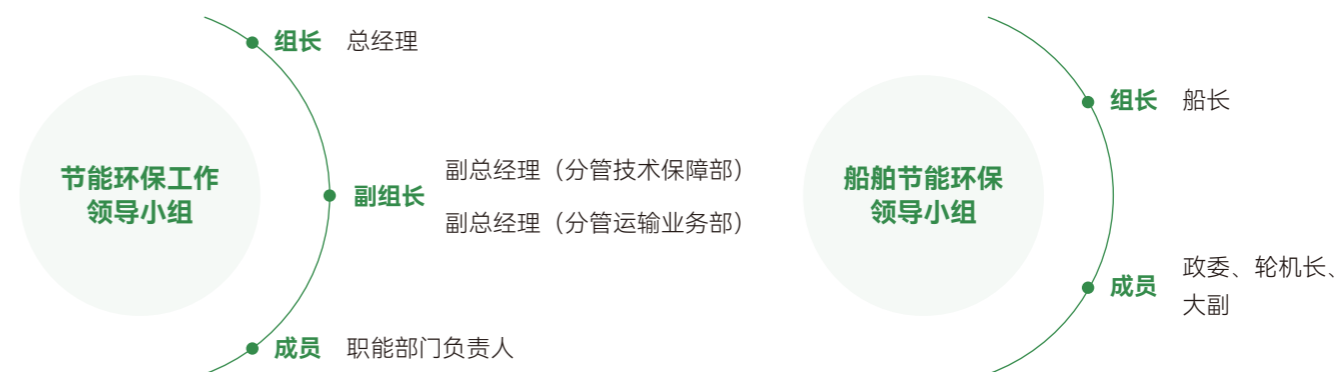 节能环保工作
领导小组
组长 总经理
副组长
副总经理（分管技术保障部）
副总经理（分管运输业务部）
成员 职能部门负责人
船舶节能环保
领导小组
组长 船长
成员
政委、轮机长、
大副